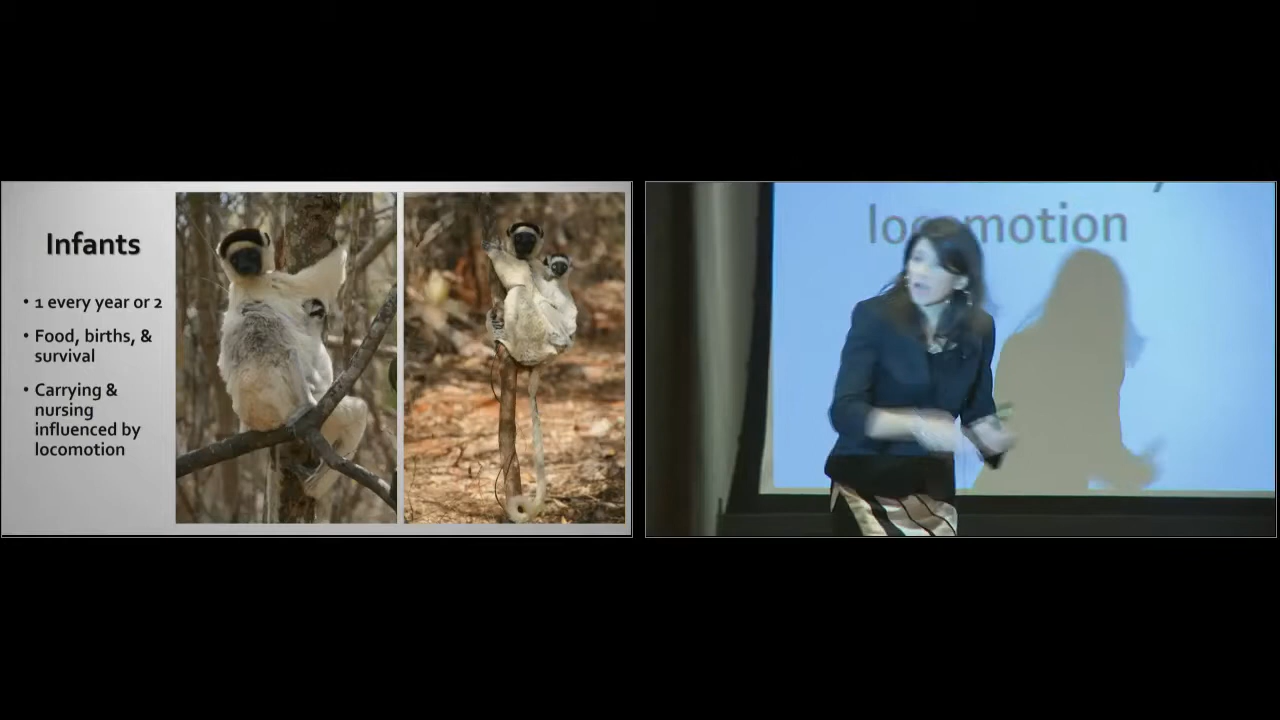 Infants
• 1 every year or 2
• Food, births, &
survival
• Carrying &
nursing
influenced by
locomotion
locomotion